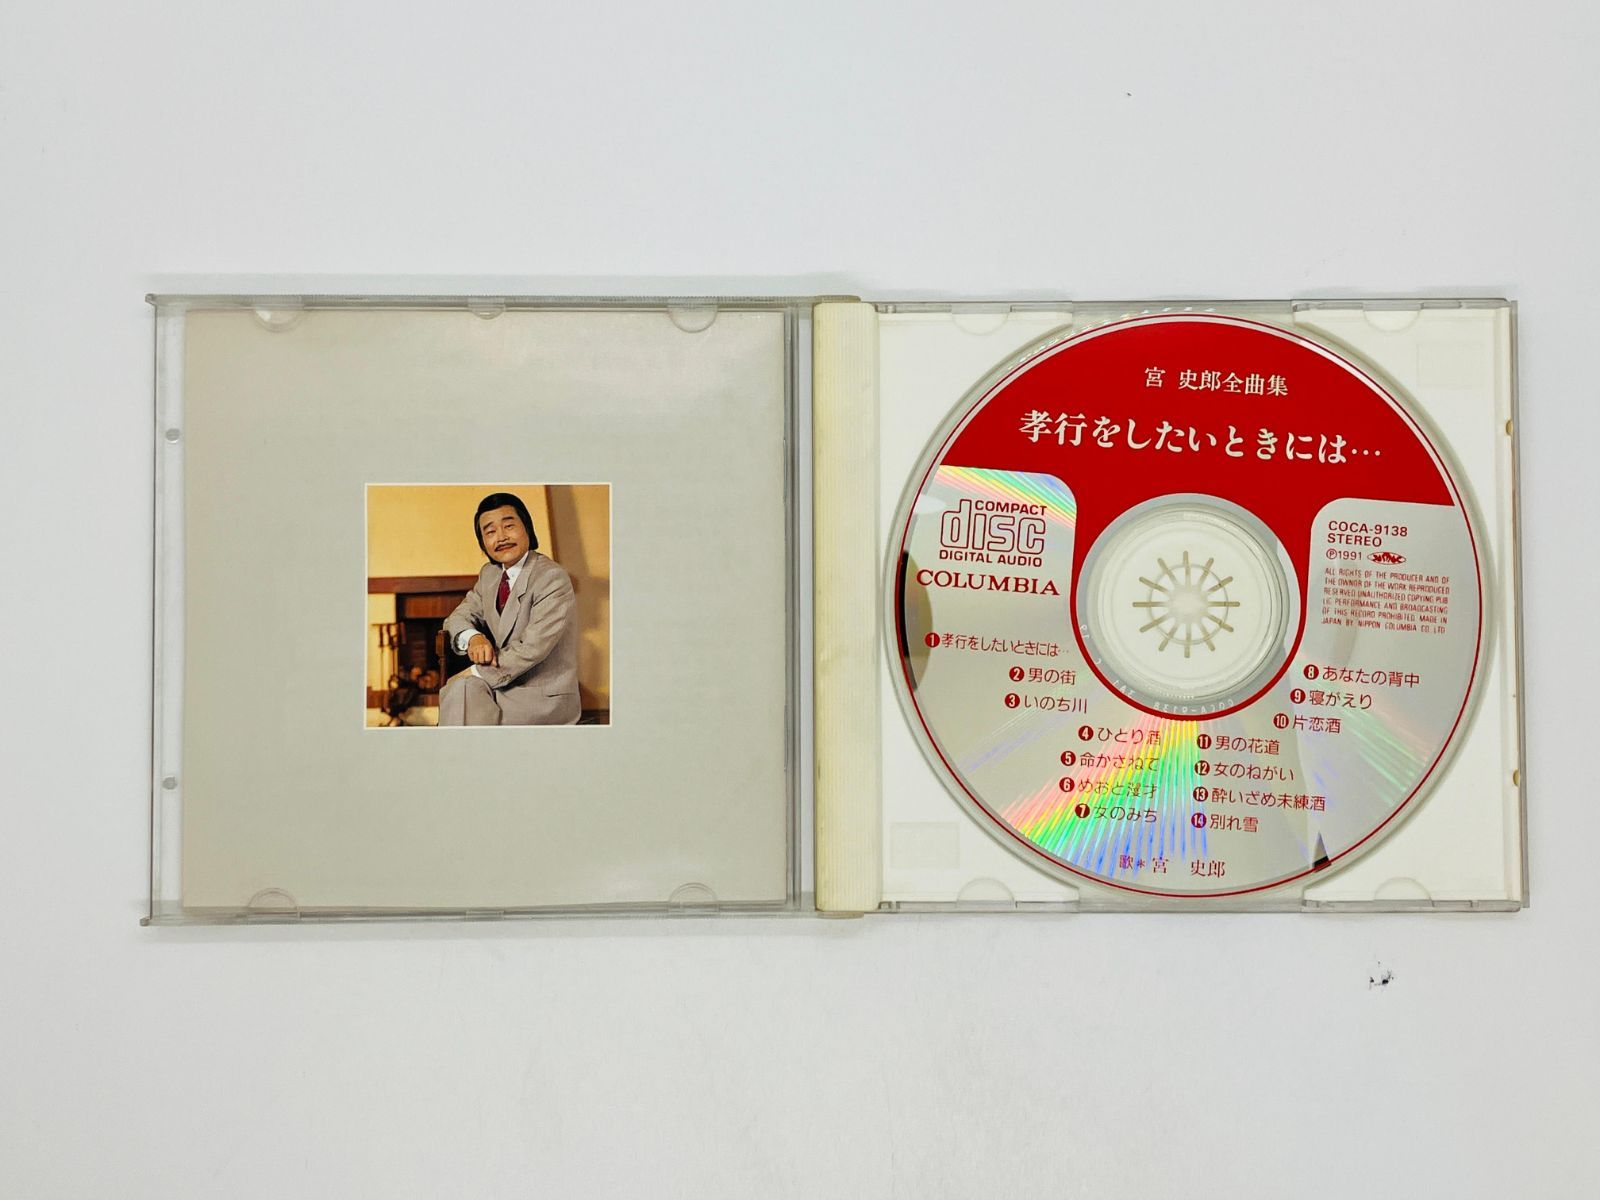 宮 史郎全曲集
孝行をしたいときには…
COMPACT
disc
DIGITAL AUDIO
COLUMBIA
COCA-9138
STEREO
Ⓟ1991
ALL RIGHTS OF THE PRODUCER AND OF
THE OWNOR OF THE WORK REPRODUCED
RESERVED UNAUTHORIZED COPYING PUB
LIC PERFORMANCE AND BROADCASTING
OF THIS RECORD PROHIBITED. MADE IN
JAPAN BY NIPPON COLUMBIA CO. LTD
❶孝行をしたいときには…
❷男の街
❸いのち川
❹ひとり酒
❺命かさねて
❻めおと漫才
❼女のみち
❽あなたの背中
❾寝がえり
❿片恋酒
⓫男の花道
⓬女のねがい
⓭酔いざめ未練酒
⓮別れ雪
歌*宮 史郎
COCA-9138